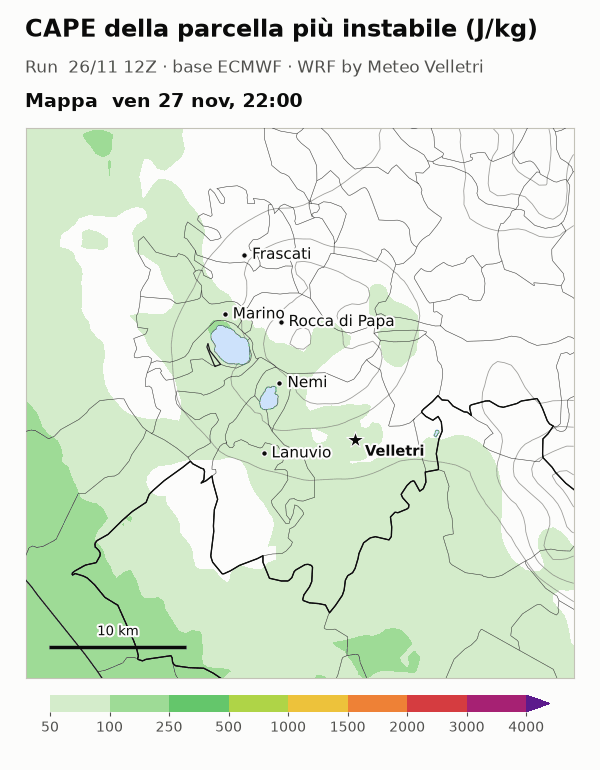 CAPE della parcella più instabile (J/kg)
Run  26/11 12Z · base ECMWF · WRF by Meteo Velletri
Mappa  ven 27 nov, 22:00
Frascati
Marino
Rocca di Papa
Nemi
Velletri
Lanuvio
10 km
50 100 250 500 1000 1500 2000 3000 4000